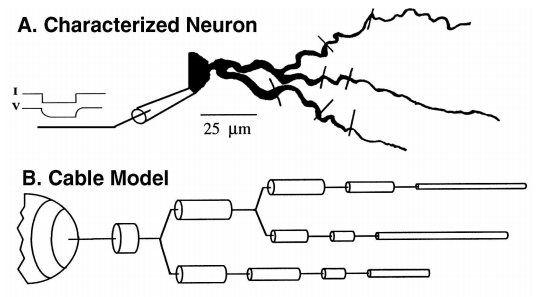 A. Characterized Neuron
I
V
25 µm
B. Cable Model